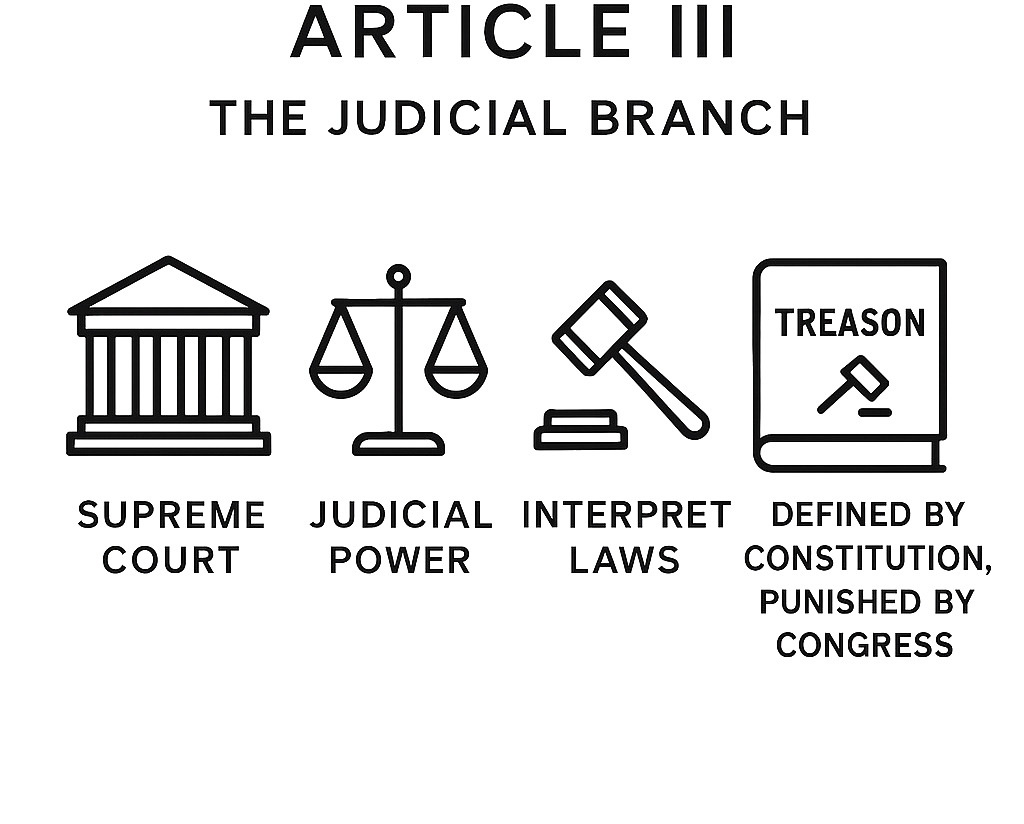 ARTICLE III
THE JUDICIAL BRANCH
SUPREME
COURT
JUDICIAL
POWER
INTERPRET
LAWS
TREASON
DEFINED BY
CONSTITUTION,
PUNISHED BY
CONGRESS